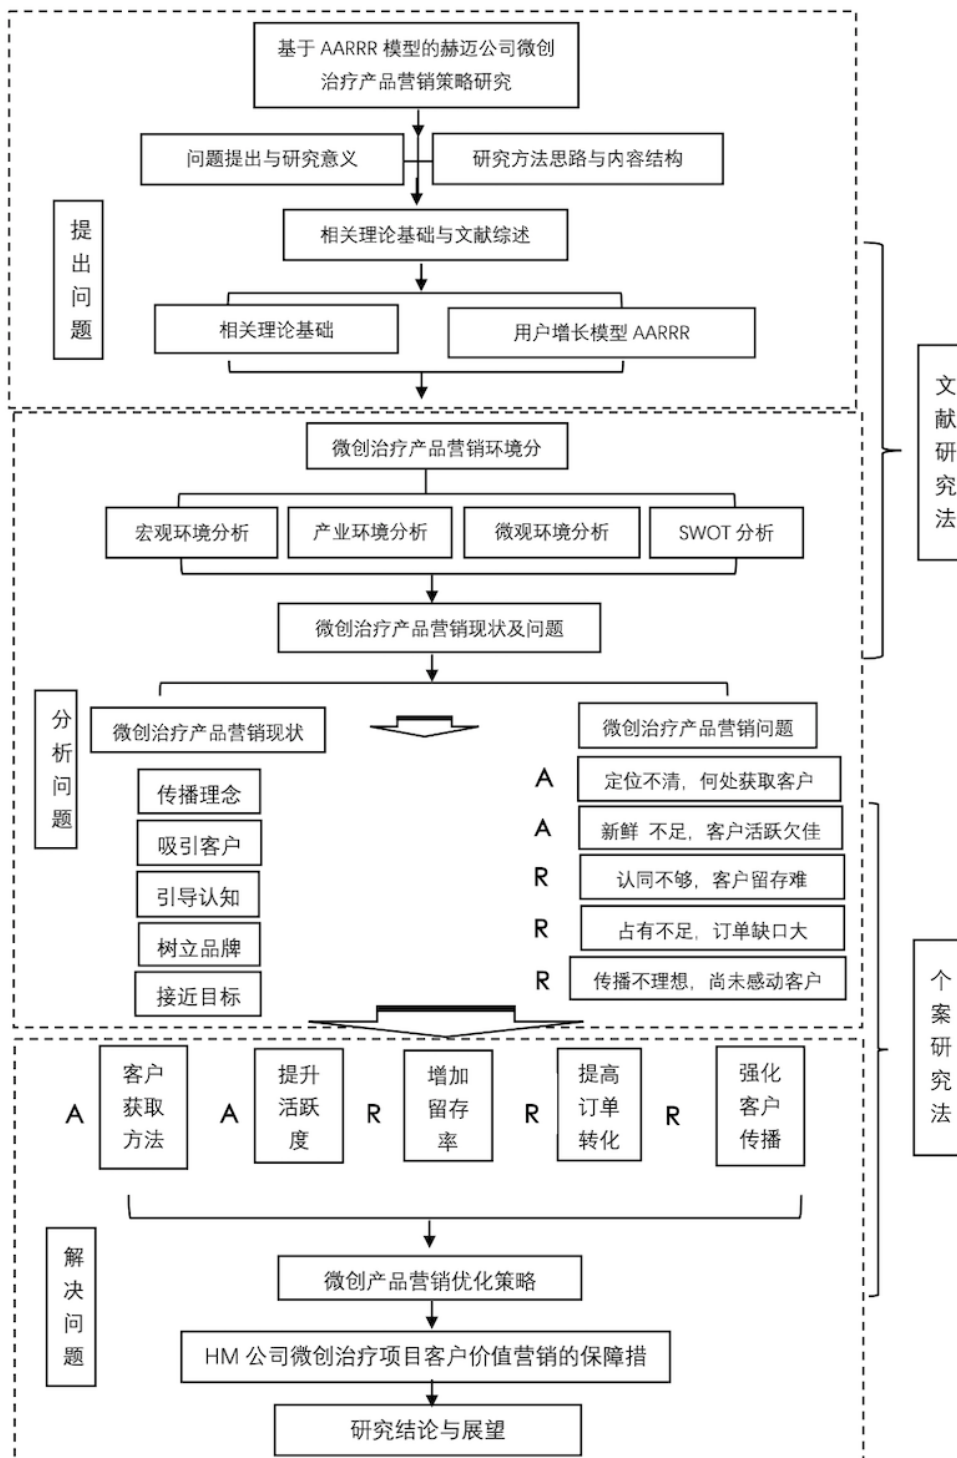 基于 AARRR 模型的赫迈公司微创
治疗产品营销策略研究
问题提出与研究意义
研究方法思路与内容结构
提出问题
相关理论基础与文献综述
相关理论基础
用户增长模型 AARRR
文献研究法
微创治疗产品营销环境分
宏观环境分析
产业环境分析
微观环境分析
SWOT 分析
微创治疗产品营销现状及问题
分析问题
微创治疗产品营销现状
微创治疗产品营销问题
传播理念
吸引客户
引导认知
树立品牌
接近目标
A 定位不清，何处获取客户
A 新鲜 不足，客户活跃欠佳
R 认同不够，客户留存难
R 占有不足，订单缺口大
R 传播不理想，尚未感动客户
个案研究法
A
客户
获取
方法
A
提升
活跃
度
R
增加
留存
率
R
提高
订单
转化
R
强化
客户
传播
解决问题
微创产品营销优化策略
HM 公司微创治疗项目客户价值营销的保障措
研究结论与展望